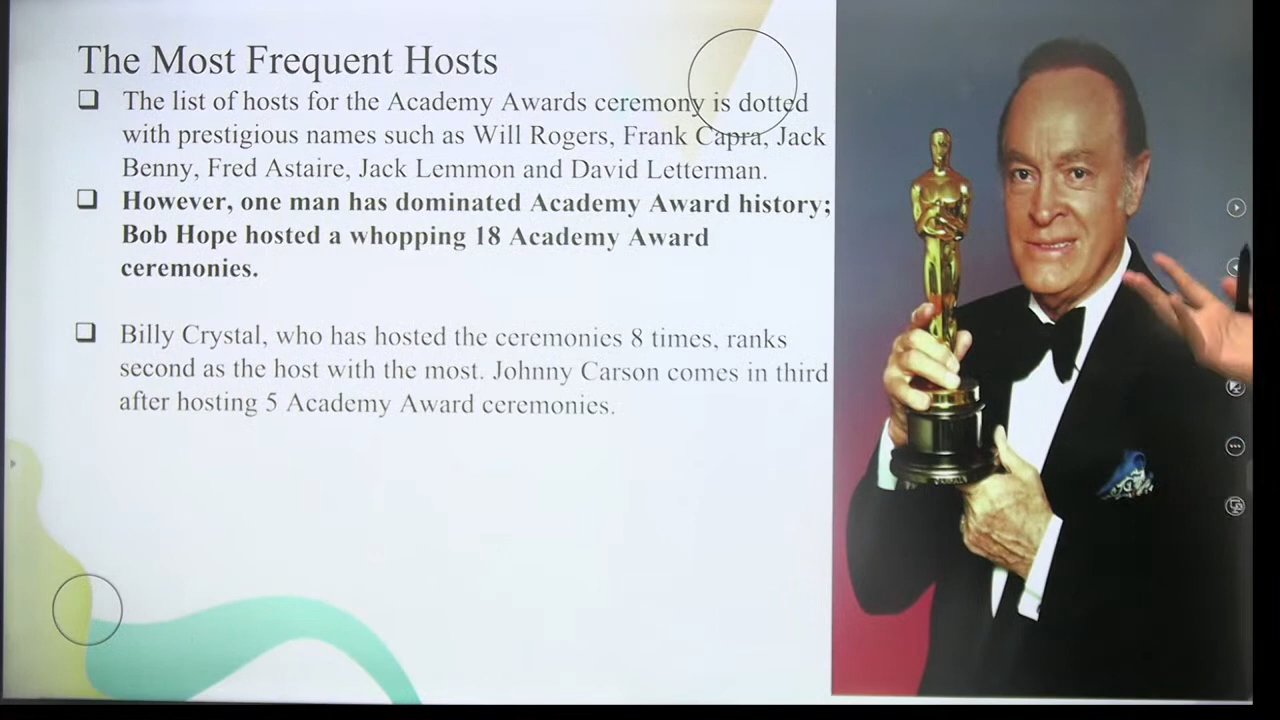 The Most Frequent Hosts
The list of hosts for the Academy Awards ceremony is dotted
with prestigious names such as Will Rogers, Frank Capra, Jack
Benny, Fred Astaire, Jack Lemmon and David Letterman.
However, one man has dominated Academy Award history;
Bob Hope hosted a whopping 18 Academy Award
ceremonies.
Billy Crystal, who has hosted the ceremonies 8 times, ranks
second as the host with the most. Johnny Carson comes in third
after hosting 5 Academy Award ceremonies.